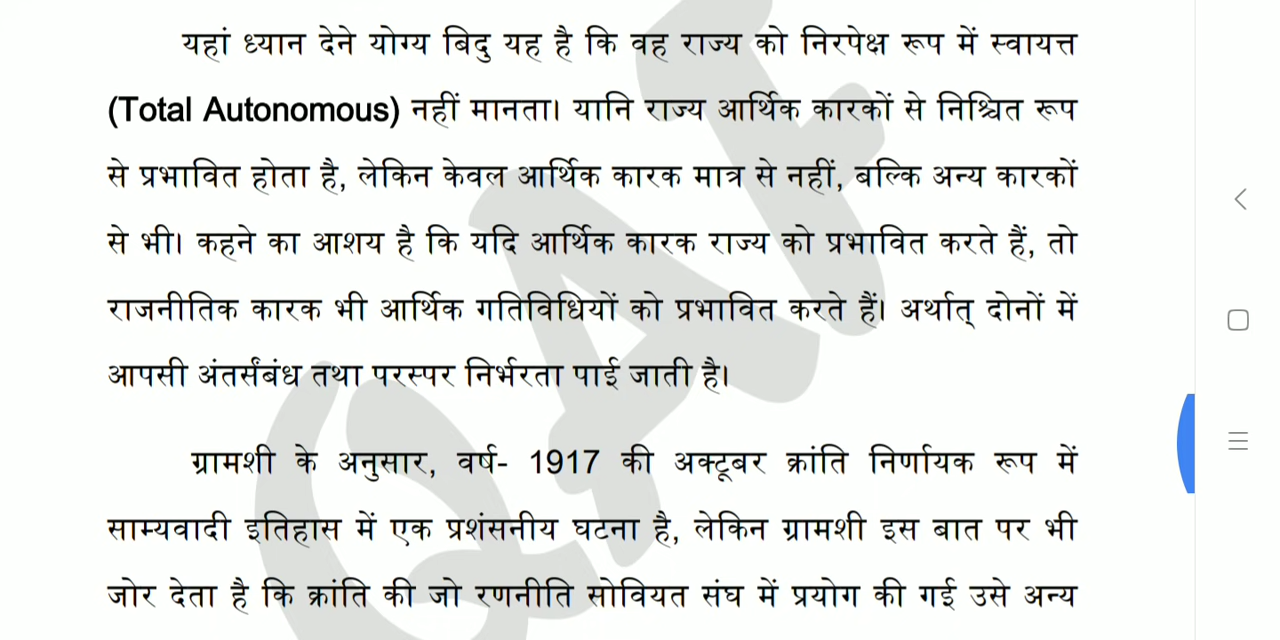 यहां ध्यान देने योग्य बिदु यह है कि वह राज्य को निरपेक्ष रूप में स्वायत्त
(Total Autonomous) नहीं मानता। यानि राज्य आर्थिक कारकों से निश्चित रूप
से प्रभावित होता है, लेकिन केवल आर्थिक कारक मात्र से नहीं, बल्कि अन्य कारकों
से भी। कहने का आशय है कि यदि आर्थिक कारक राज्य को प्रभावित करते हैं, तो
राजनीतिक कारक भी आर्थिक गतिविधियों को प्रभावित करते हैं। अर्थात् दोनों में
आपसी अंतर्संबंध तथा परस्पर निर्भरता पाई जाती है।
ग्रामशी के अनुसार, वर्ष- 1917 की अक्टूबर क्रांति निर्णायक रूप में
साम्यवादी इतिहास में एक प्रशंसनीय घटना है, लेकिन ग्रामशी इस बात पर भी
जोर देता है कि क्रांति की जो रणनीति सोवियत संघ में प्रयोग की गई उसे अन्य